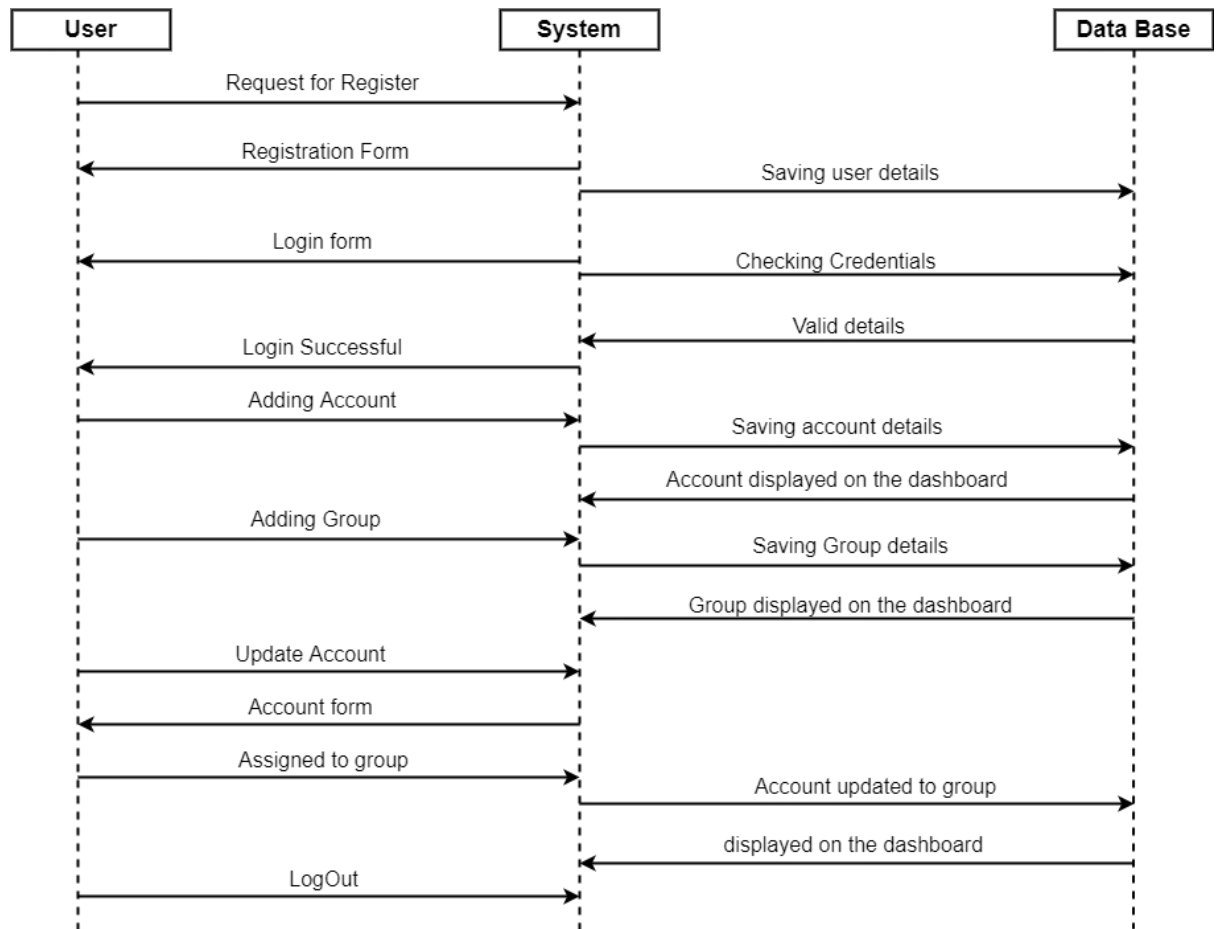 User
System
Data Base
Request for Register
Registration Form
Saving user details
Login form
Checking Credentials
Valid details
Login Successful
Adding Account
Saving account details
Account displayed on the dashboard
Adding Group
Saving Group details
Group displayed on the dashboard
Update Account
Account form
Assigned to group
Account updated to group
displayed on the dashboard
LogOut